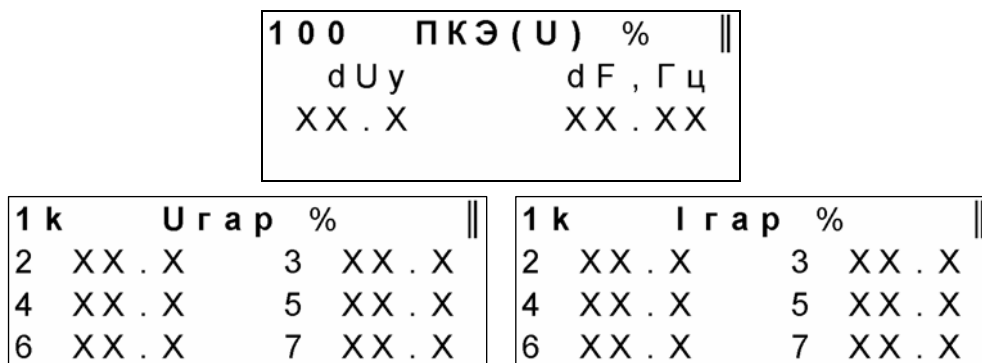 100 ПКЭ(U) % ||
dUy dF, Гц
XX.X XX.XX
1k Uгар % ||
2 XX.X 3 XX.X
4 XX.X 5 XX.X
6 XX.X 7 XX.X
1k Iгар % ||
2 XX.X 3 XX.X
4 XX.X 5 XX.X
6 XX.X 7 XX.X